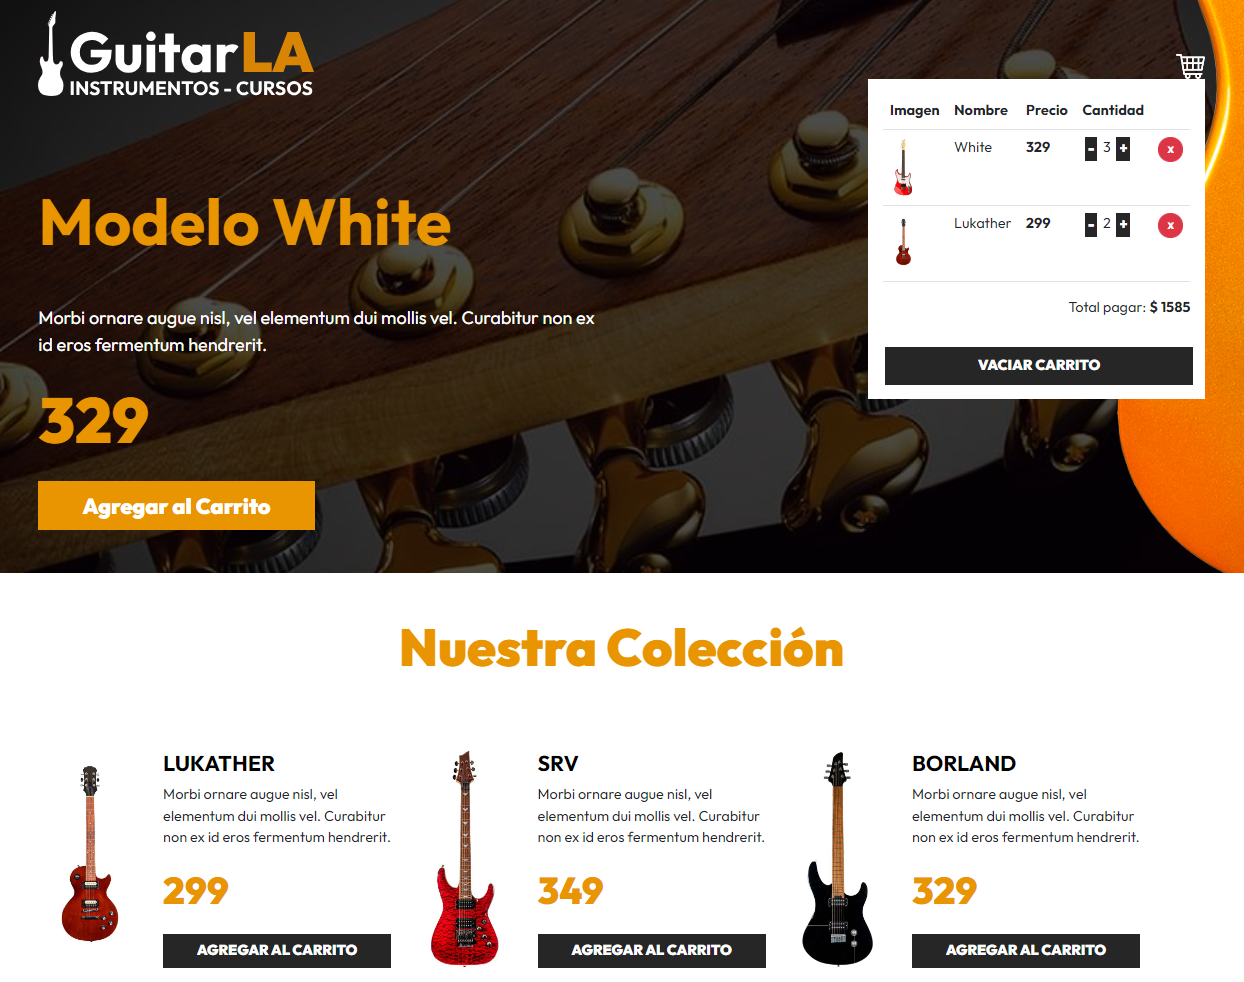 GuitarLA
INSTRUMENTOS - CURSOS
Imagen Nombre Precio Cantidad
White 329 - 3 + x
Lukather 299 - 2 + x
Total pagar: $ 1585
VACIAR CARRITO
Modelo White
Morbi ornare augue nisl, vel elementum dui mollis vel. Curabitur non ex
id eros fermentum hendrerit.
329
Agregar al Carrito
Nuestra Colección
LUKATHER
Morbi ornare augue nisl, vel
elementum dui mollis vel. Curabitur
non ex id eros fermentum hendrerit.
299
AGREGAR AL CARRITO
SRV
Morbi ornare augue nisl, vel
elementum dui mollis vel. Curabitur
non ex id eros fermentum hendrerit.
349
AGREGAR AL CARRITO
BORLAND
Morbi ornare augue nisl, vel
elementum dui mollis vel. Curabitur
non ex id eros fermentum hendrerit.
329
AGREGAR AL CARRITO